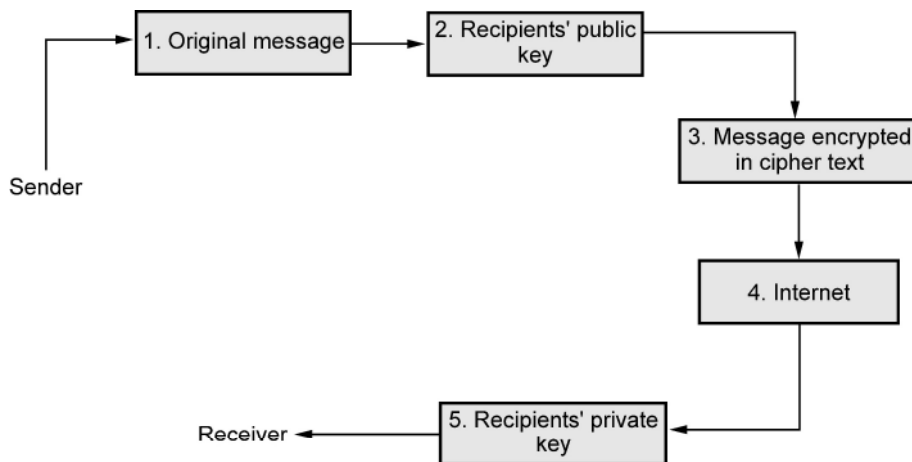 1. Original message
2. Recipients' public
key
3. Message encrypted
in cipher text
Sender
4. Internet
5. Recipients' private
key
Receiver